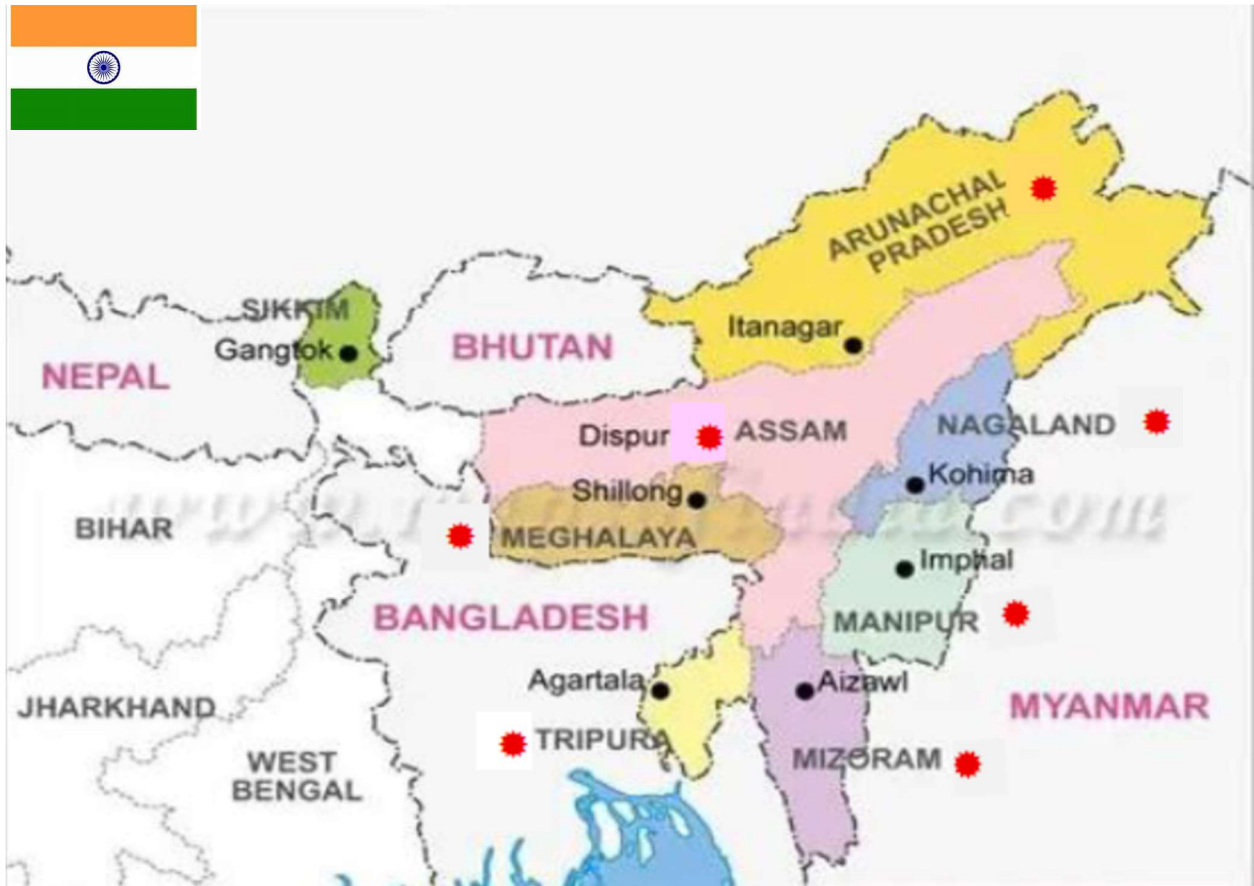 ARUNACHAL
PRADESH
SIKKIM
Itanagar
Gangtok
BHUTAN
NEPAL
Dispur
ASSAM
NAGALAND
Shillong
Kohima
BIHAR
MEGHALAYA
Imphal
BANGLADESH
MANIPUR
Agartala
Aizawl
JHARKHAND
MYANMAR
TRIPURA
WEST
BENGAL
MIZORAM